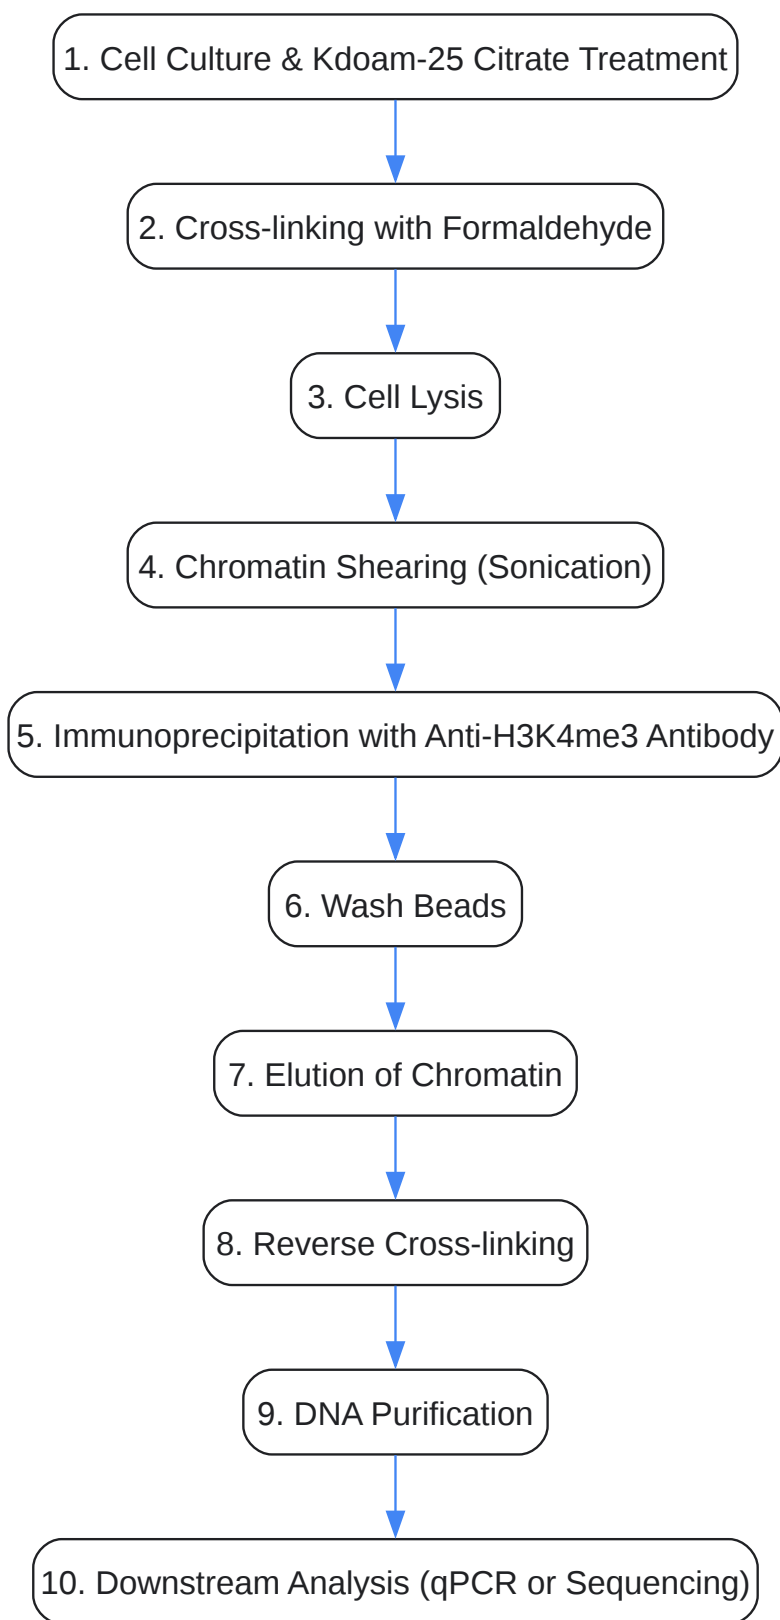 1. Cell Culture & Kdoam-25 Citrate Treatment
2. Cross-linking with Formaldehyde
3. Cell Lysis
4. Chromatin Shearing (Sonication)
5. Immunoprecipitation with Anti-H3K4me3 Antibody
6. Wash Beads
7. Elution of Chromatin
8. Reverse Cross-linking
9. DNA Purification
10. Downstream Analysis (qPCR or Sequencing)